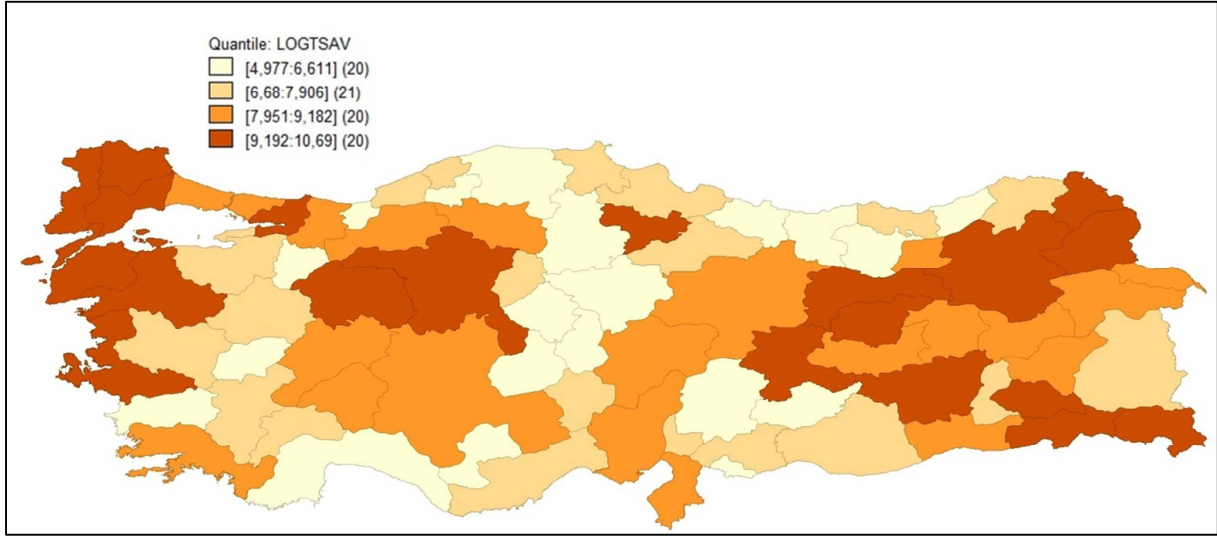 Quantile: LOGTSAV
[4,977:6,611] (20)
[6,68:7,906] (21)
[7,951:9,182] (20)
[9,192:10,69] (20)